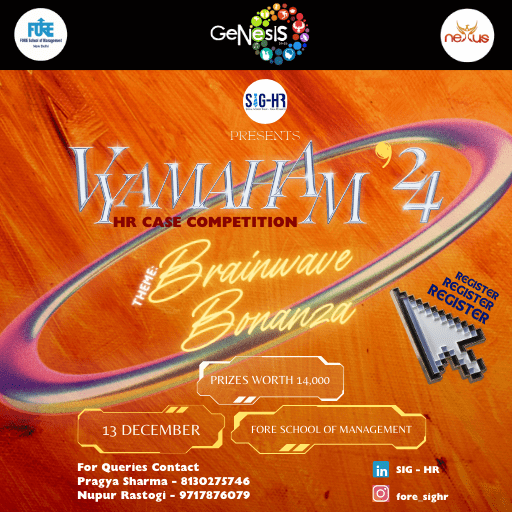 FORE
FORE School of Management
New Delhi
GeNesIS
neXus
SIG-HR
PRESENTS
VYAMAHAM '24
HR CASE COMPETITION
THEME:
Brainwave
Bonanza
REGISTER
REGISTER
REGISTER
PRIZES WORTH 14,000
13 DECEMBER
FORE SCHOOL OF MANAGEMENT
For Queries Contact
Pragya Sharma - 8130275746
Nupur Rastogi - 9717876079
SIG - HR
fore_sighr